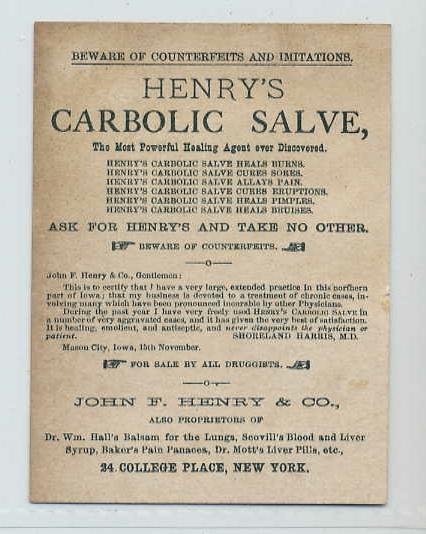 BEWARE OF COUNTERFEITS AND IMITATIONS.
HENRY'S
CARBOLIC SALVE,
The Most Powerful Healing Agent ever Discovered.
HENRY'S CARBOLIC SALVE HEALS BURNS.
HENRY'S CARBOLIC SALVE CURES SORES.
HENRY'S CARBOLIC SALVE ALLAYS PAIN.
HENRY'S CARBOLIC SALVE CURES ERUPTIONS.
HENRY'S CARBOLIC SALVE HEALS PIMPLES.
HENRY'S CARBOLIC SALVE HEALS BRUISES.
ASK FOR HENRY'S AND TAKE NO OTHER.
BEWARE OF COUNTERFEITS.
John F. Henry & Co., Gentlemen:
This is to certify that I have a very large, extended practice in this northern
part of Iowa; that my business is devoted to a treatment of chronic cases, in-
volving many which have been pronounced incurable by other Physicians.
During the past year I have very freely used HENRY'S CARBOLIC SALVE in
a number of very aggravated cases, and it has given the very best of satisfaction.
It is healing, emolient, and antiseptic, and never disappoints the physician or
patient. SHORELAND HARRIS, M.D.
Mason City, Iowa, 15th November.
FOR SALE BY ALL DRUGGISTS.
JOHN F. HENRY & CO.,
ALSO PROPRIETORS OF
Dr. Wm. Hall's Balsam for the Lungs, Scovill's Blood and Liver
Syrup, Baker's Pain Panacea, Dr. Mott's Liver Pills, etc.,
24 COLLEGE PLACE, NEW YORK.